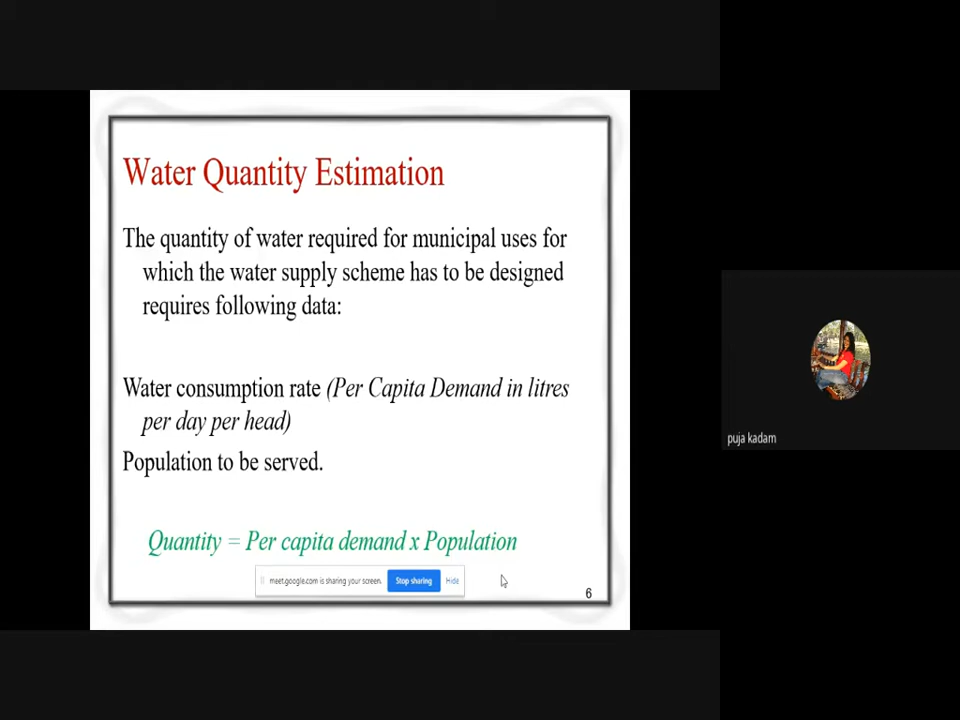 Water Quantity Estimation
The quantity of water required for municipal uses for
which the water supply scheme has to be designed
requires following data:
Water consumption rate (Per Capita Demand in litres
per day per head)
Population to be served.
Quantity = Per capita demand x Population
meet.google.com is sharing your screen. Stop sharing Hide
6
puja kadam